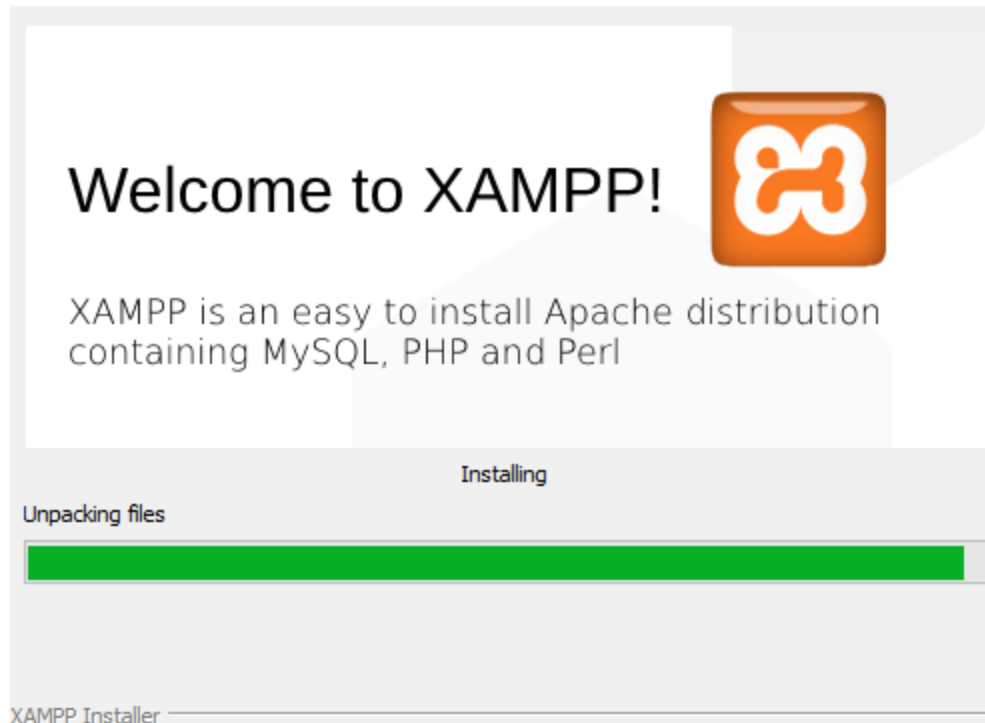 Welcome to XAMPP!
XAMPP is an easy to install Apache distribution
containing MySQL, PHP and Perl
Installing
Unpacking files
XAMPP Installer